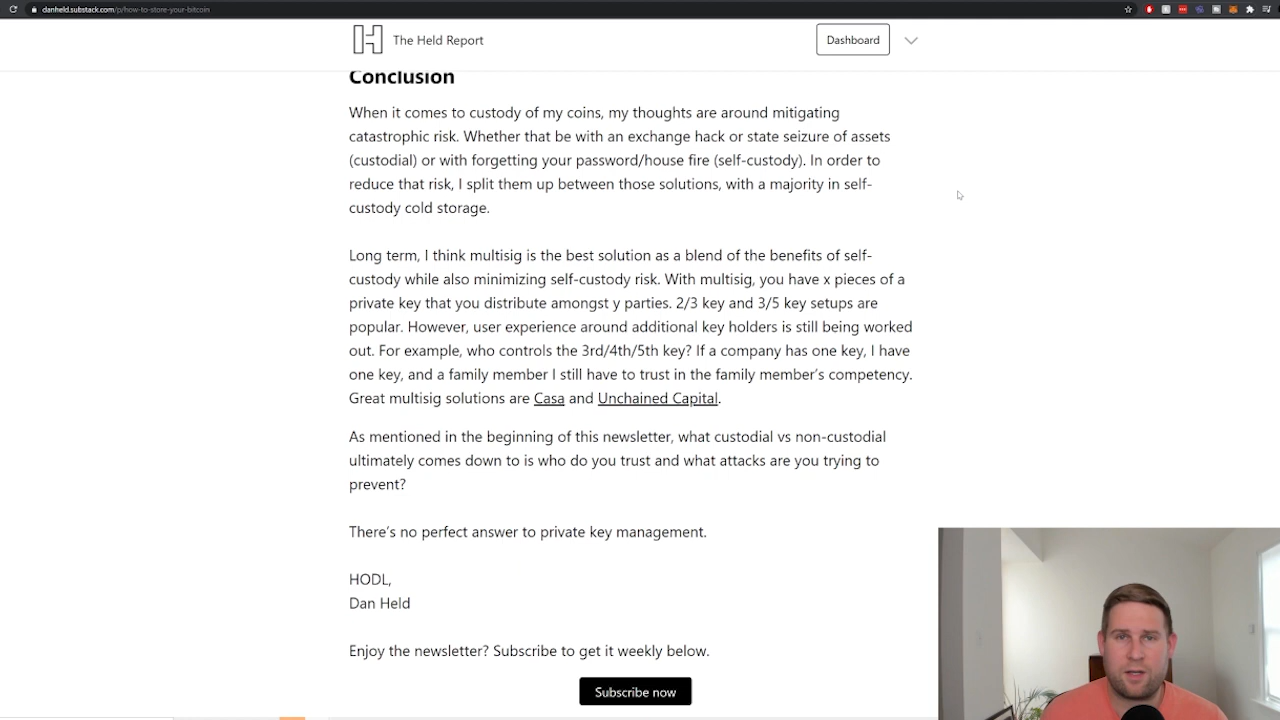 danheld.substack.com/p/how-to-store-your-bitcoin
The Held Report
Dashboard
Conclusion
When it comes to custody of my coins, my thoughts are around mitigating
catastrophic risk. Whether that be with an exchange hack or state seizure of assets
(custodial) or with forgetting your password/house fire (self-custody). In order to
reduce that risk, I split them up between those solutions, with a majority in self-
custody cold storage.
Long term, I think multisig is the best solution as a blend of the benefits of self-
custody while also minimizing self-custody risk. With multisig, you have x pieces of a
private key that you distribute amongst y parties. 2/3 key and 3/5 key setups are
popular. However, user experience around additional key holders is still being worked
out. For example, who controls the 3rd/4th/5th key? If a company has one key, I have
one key, and a family member I still have to trust in the family member's competency.
Great multisig solutions are Casa and Unchained Capital.
As mentioned in the beginning of this newsletter, what custodial vs non-custodial
ultimately comes down to is who do you trust and what attacks are you trying to
prevent?
There's no perfect answer to private key management.
HODL,
Dan Held
Enjoy the newsletter? Subscribe to get it weekly below.
Subscribe now